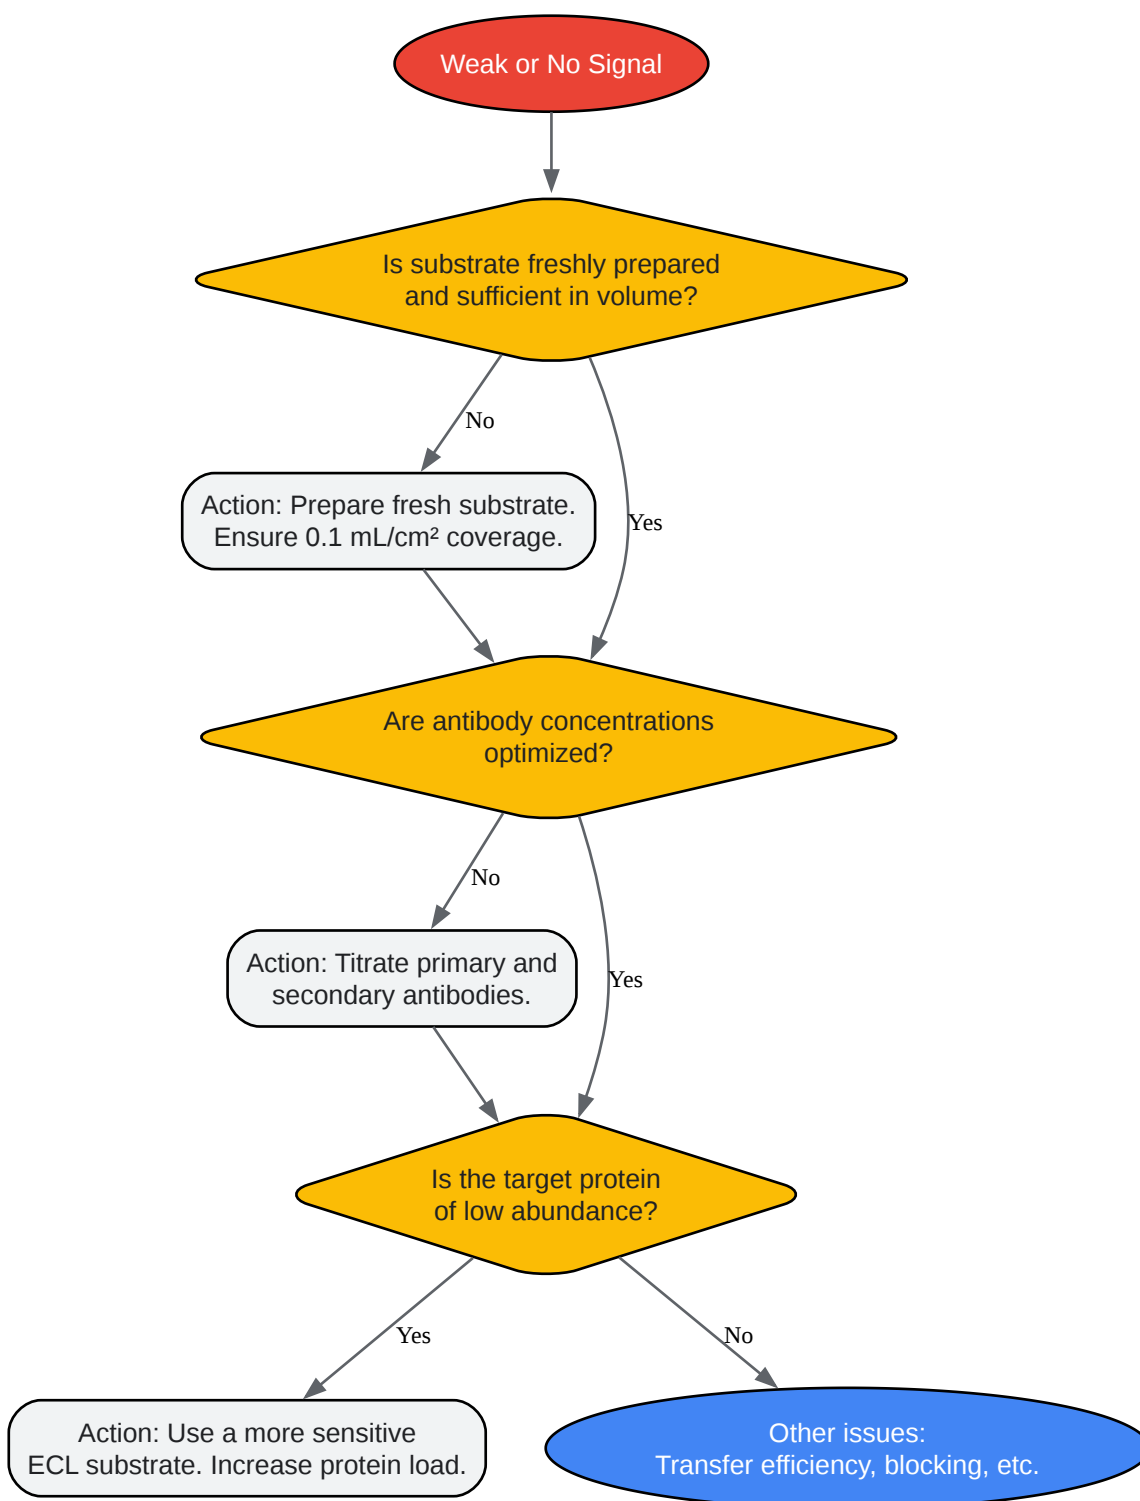 Weak or No Signal
Is substrate freshly prepared
and sufficient in volume?
No
Yes
Action: Prepare fresh substrate.
Ensure 0.1 mL/cm² coverage.
Are antibody concentrations
optimized?
No
Yes
Action: Titrate primary and
secondary antibodies.
Is the target protein
of low abundance?
Yes
No
Action: Use a more sensitive
ECL substrate. Increase protein load.
Other issues:
Transfer efficiency, blocking, etc.